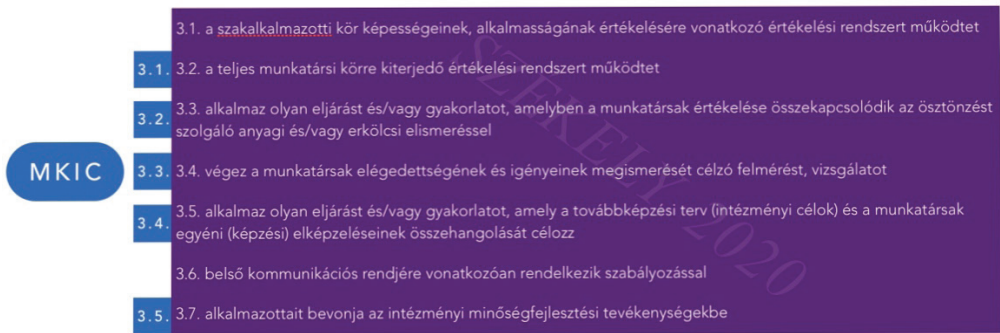 3.1. a szakalkalmazotti kör képességeinek, alkalmasságának értékelésére vonatkozó értékelési rendszert működtet
3.1. 3.2. a teljes munkatársi körre kiterjedő értékelési rendszert működtet
3.2. 3.3. alkalmaz olyan eljárást és/vagy gyakorlatot, amelyben a munkatársak értékelése összekapcsolódik az ösztönzést
szolgáló anyagi és/vagy erkölcsi elismeréssel
MKIC 3.3. 3.4. végez a munkatársak elégedettségének és igényeinek megismerését célzó felmérést, vizsgálatot
3.4. 3.5. alkalmaz olyan eljárást és/vagy gyakorlatot, amely a továbbképzési terv (intézményi célok) és a munkatársak
egyéni (képzési) elképzeléseinek összehangolását célozz
3.6. belső kommunikációs rendjére vonatkozóan rendelkezik szabályozással
3.5. 3.7. alkalmazottait bevonja az intézményi minőségfejlesztési tevékenységekbe
SZEKELY 2020